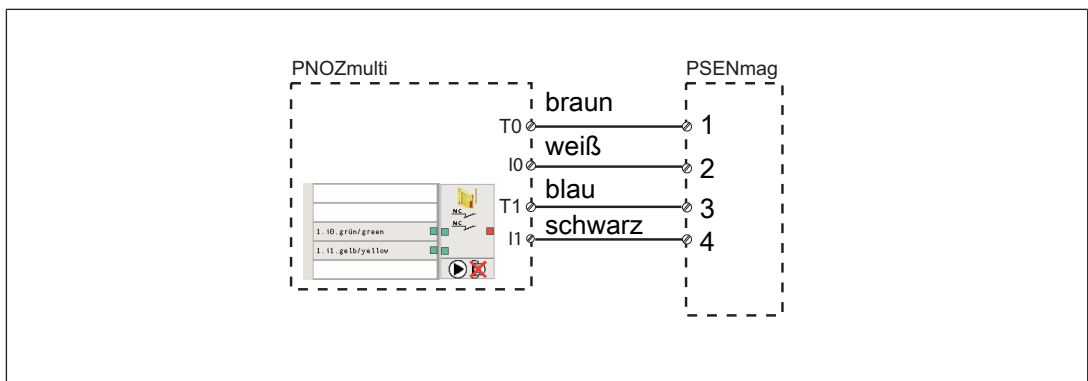 PNOZmulti
PSENmag
braun
T0
1
weiß
I0
2
blau
T1
3
schwarz
I1
4
NC
NC
1.i0.grün/green
1.i1.gelb/yellow